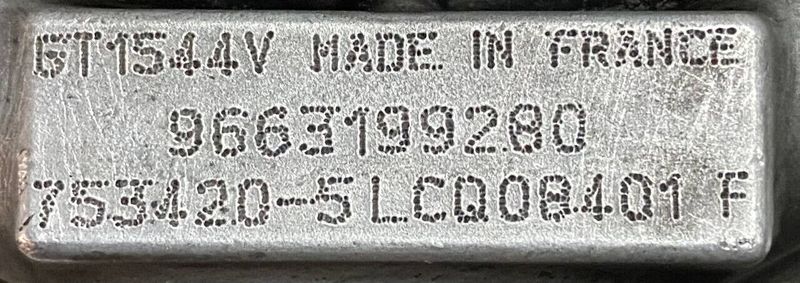 GT1544V MADE IN FRANCE
9663199280
753420-5LCQ08401 F